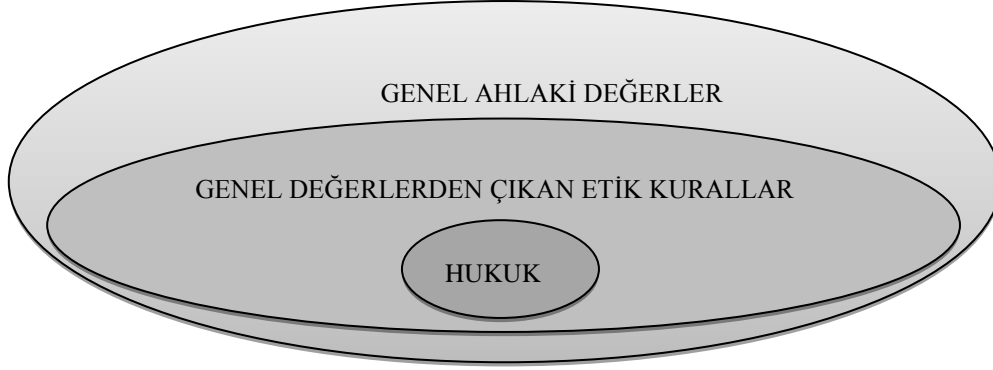 GENEL AHLAKİ DEĞERLER
GENEL DEĞERLERDEN ÇIKAN ETİK KURALLAR
HUKUK